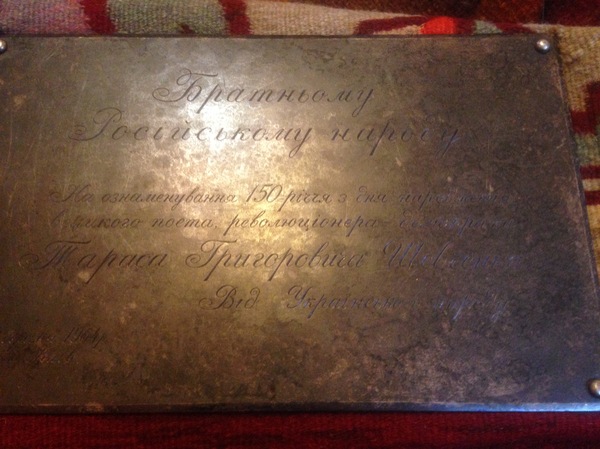 Братньому
Російському народу
На ознаменування 150-річчя з дня народження
великого поета, революціонера-демократа
Тараса Григоровича Шевченка
Від Українського народу
1964